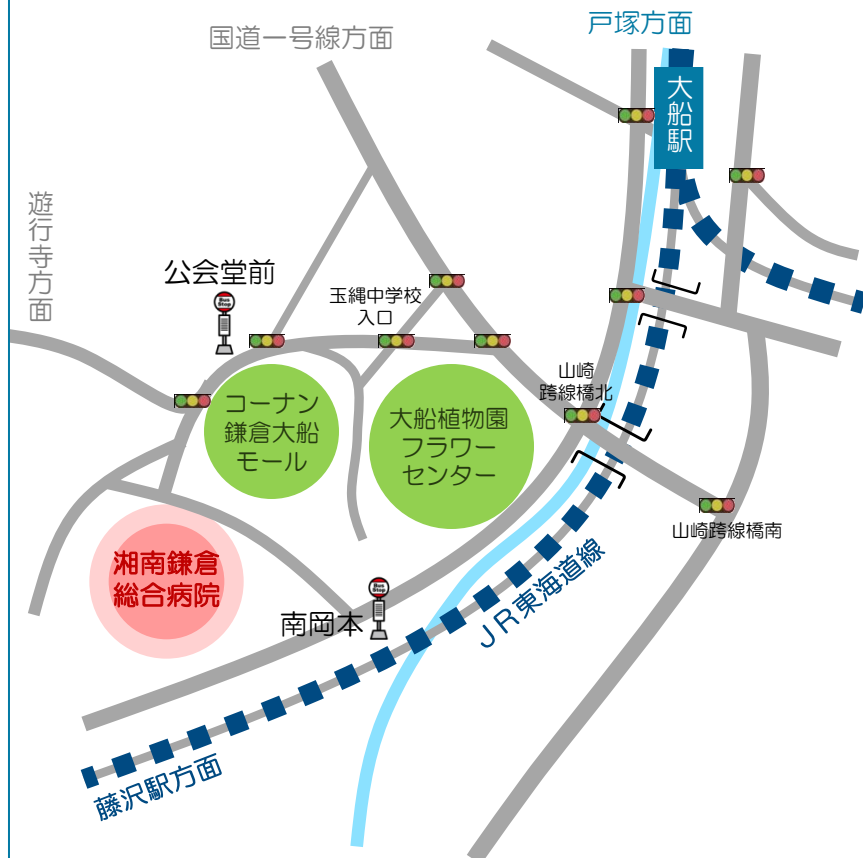 戸塚方面
国道一号線方面
大船駅
遊行寺方面
公会堂前
Bus
Stop
玉縄中学校
入口
山崎
跨線橋北
コーナン
鎌倉大船
モール
大船植物園
フラワー
センター
山崎跨線橋南
湘南鎌倉
総合病院
JR東海道線
Bus
Stop
南岡本
藤沢駅方面